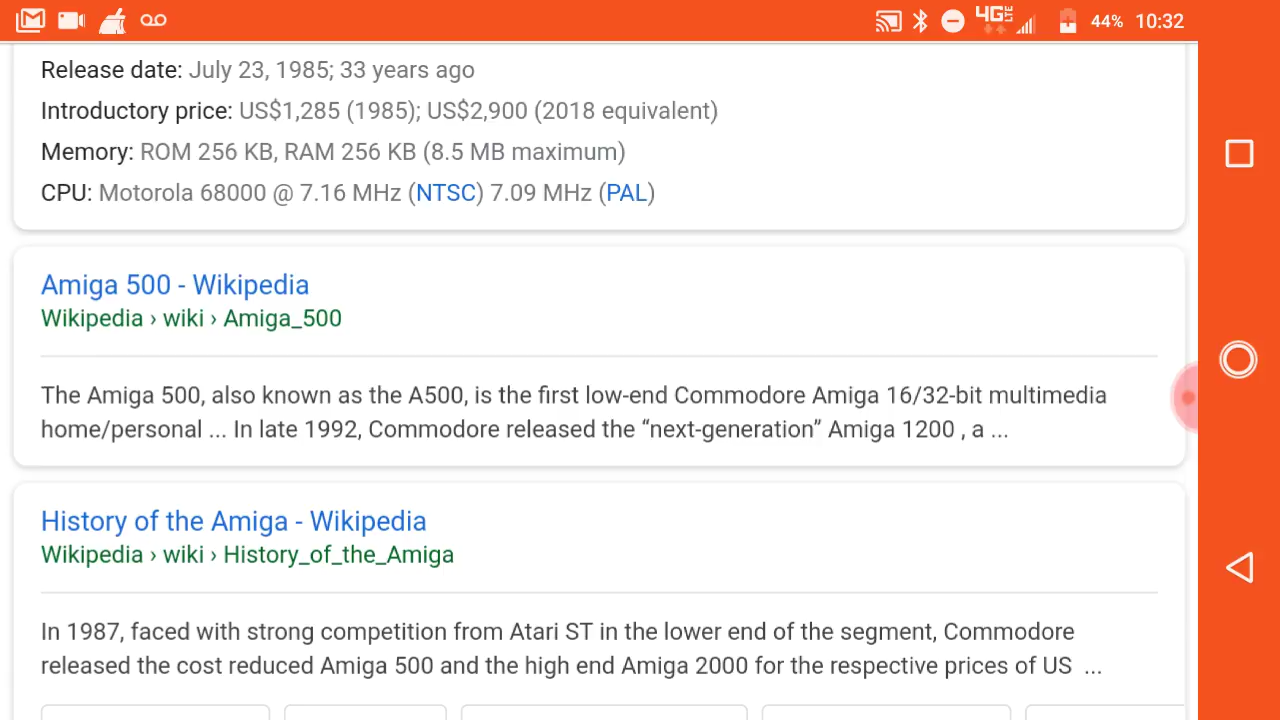 4G LTE 44% 10:32
Release date: July 23, 1985; 33 years ago
Introductory price: US$1,285 (1985); US$2,900 (2018 equivalent)
Memory: ROM 256 KB, RAM 256 KB (8.5 MB maximum)
CPU: Motorola 68000 @ 7.16 MHz (NTSC) 7.09 MHz (PAL)
Amiga 500 - Wikipedia
Wikipedia › wiki › Amiga_500
The Amiga 500, also known as the A500, is the first low-end Commodore Amiga 16/32-bit multimedia
home/personal ... In late 1992, Commodore released the “next-generation” Amiga 1200 , a ...
History of the Amiga - Wikipedia
Wikipedia › wiki › History_of_the_Amiga
In 1987, faced with strong competition from Atari ST in the lower end of the segment, Commodore
released the cost reduced Amiga 500 and the high end Amiga 2000 for the respective prices of US ...